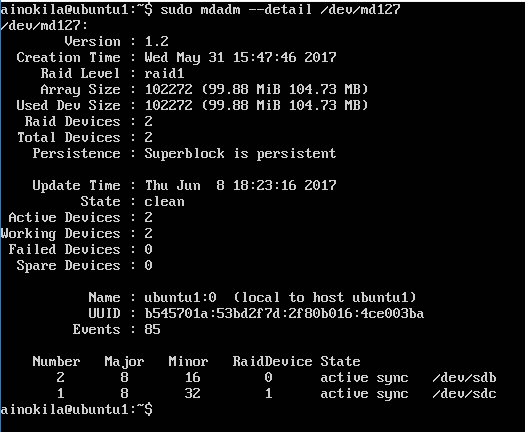 ainokila@ubuntu1:~$ sudo mdadm --detail /dev/md127
/dev/md127:
Version : 1.2
Creation Time : Wed May 31 15:47:46 2017
Raid Level : raid1
Array Size : 102272 (99.88 MiB 104.73 MB)
Used Dev Size : 102272 (99.88 MiB 104.73 MB)
Raid Devices : 2
Total Devices : 2
Persistence : Superblock is persistent
Update Time : Thu Jun  8 18:23:16 2017
State : clean
Active Devices : 2
Working Devices : 2
Failed Devices : 0
Spare Devices : 0
Name : ubuntu1:0  (local to host ubuntu1)
UUID : b545701a:53bd2f7d:2f80b016:4ce003ba
Events : 85
Number   Major   Minor   RaidDevice State
2       8       16        0      active sync   /dev/sdb
1       8       32        1      active sync   /dev/sdc
ainokila@ubuntu1:~$